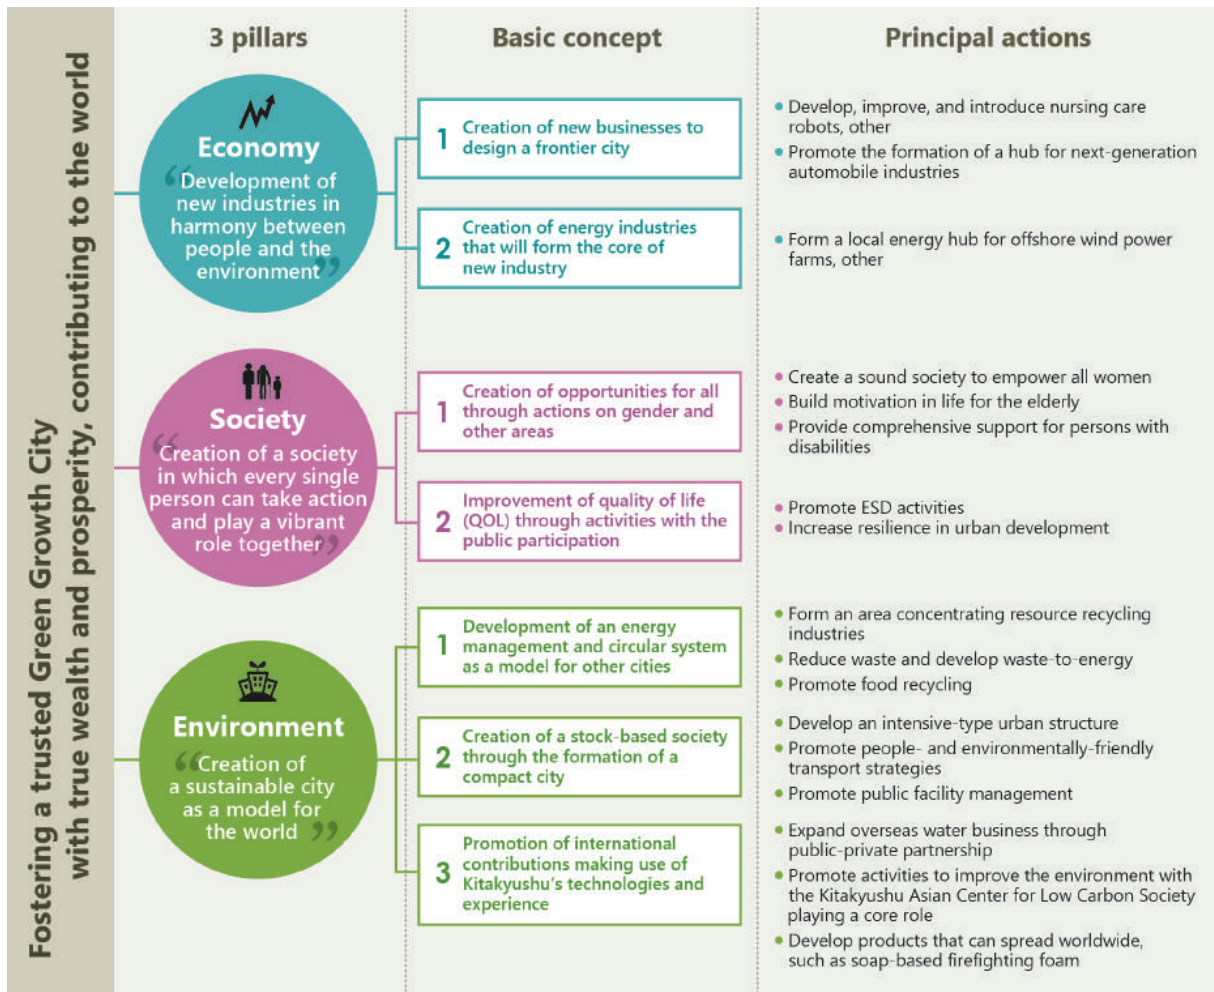 Fostering a trusted Green Growth City
with true wealth and prosperity, contributing to the world
3 pillars
Basic concept
Principal actions
Economy
“Development of
new industries in
harmony between
people and the
environment”
1 Creation of new businesses to
design a frontier city
• Develop, improve, and introduce nursing care
robots, other
• Promote the formation of a hub for next-generation
automobile industries
2 Creation of energy industries
that will form the core of
new industry
• Form a local energy hub for offshore wind power
farms, other
Society
“Creation of a society
in which every single
person can take action
and play a vibrant
role together”
1 Creation of opportunities for all
through actions on gender and
other areas
• Create a sound society to empower all women
• Build motivation in life for the elderly
• Provide comprehensive support for persons with
disabilities
2 Improvement of quality of life
(QOL) through activities with the
public participation
• Promote ESD activities
• Increase resilience in urban development
Environment
“Creation of
a sustainable city
as a model for
the world”
1 Development of an energy
management and circular system
as a model for other cities
• Form an area concentrating resource recycling
industries
• Reduce waste and develop waste-to-energy
• Promote food recycling
2 Creation of a stock-based society
through the formation of a
compact city
• Develop an intensive-type urban structure
• Promote people- and environmentally-friendly
transport strategies
• Promote public facility management
3 Promotion of international
contributions making use of
Kitakyushu's technologies and
experience
• Expand overseas water business through
public-private partnership
• Promote activities to improve the environment with
the Kitakyushu Asian Center for Low Carbon Society
playing a core role
• Develop products that can spread worldwide,
such as soap-based firefighting foam